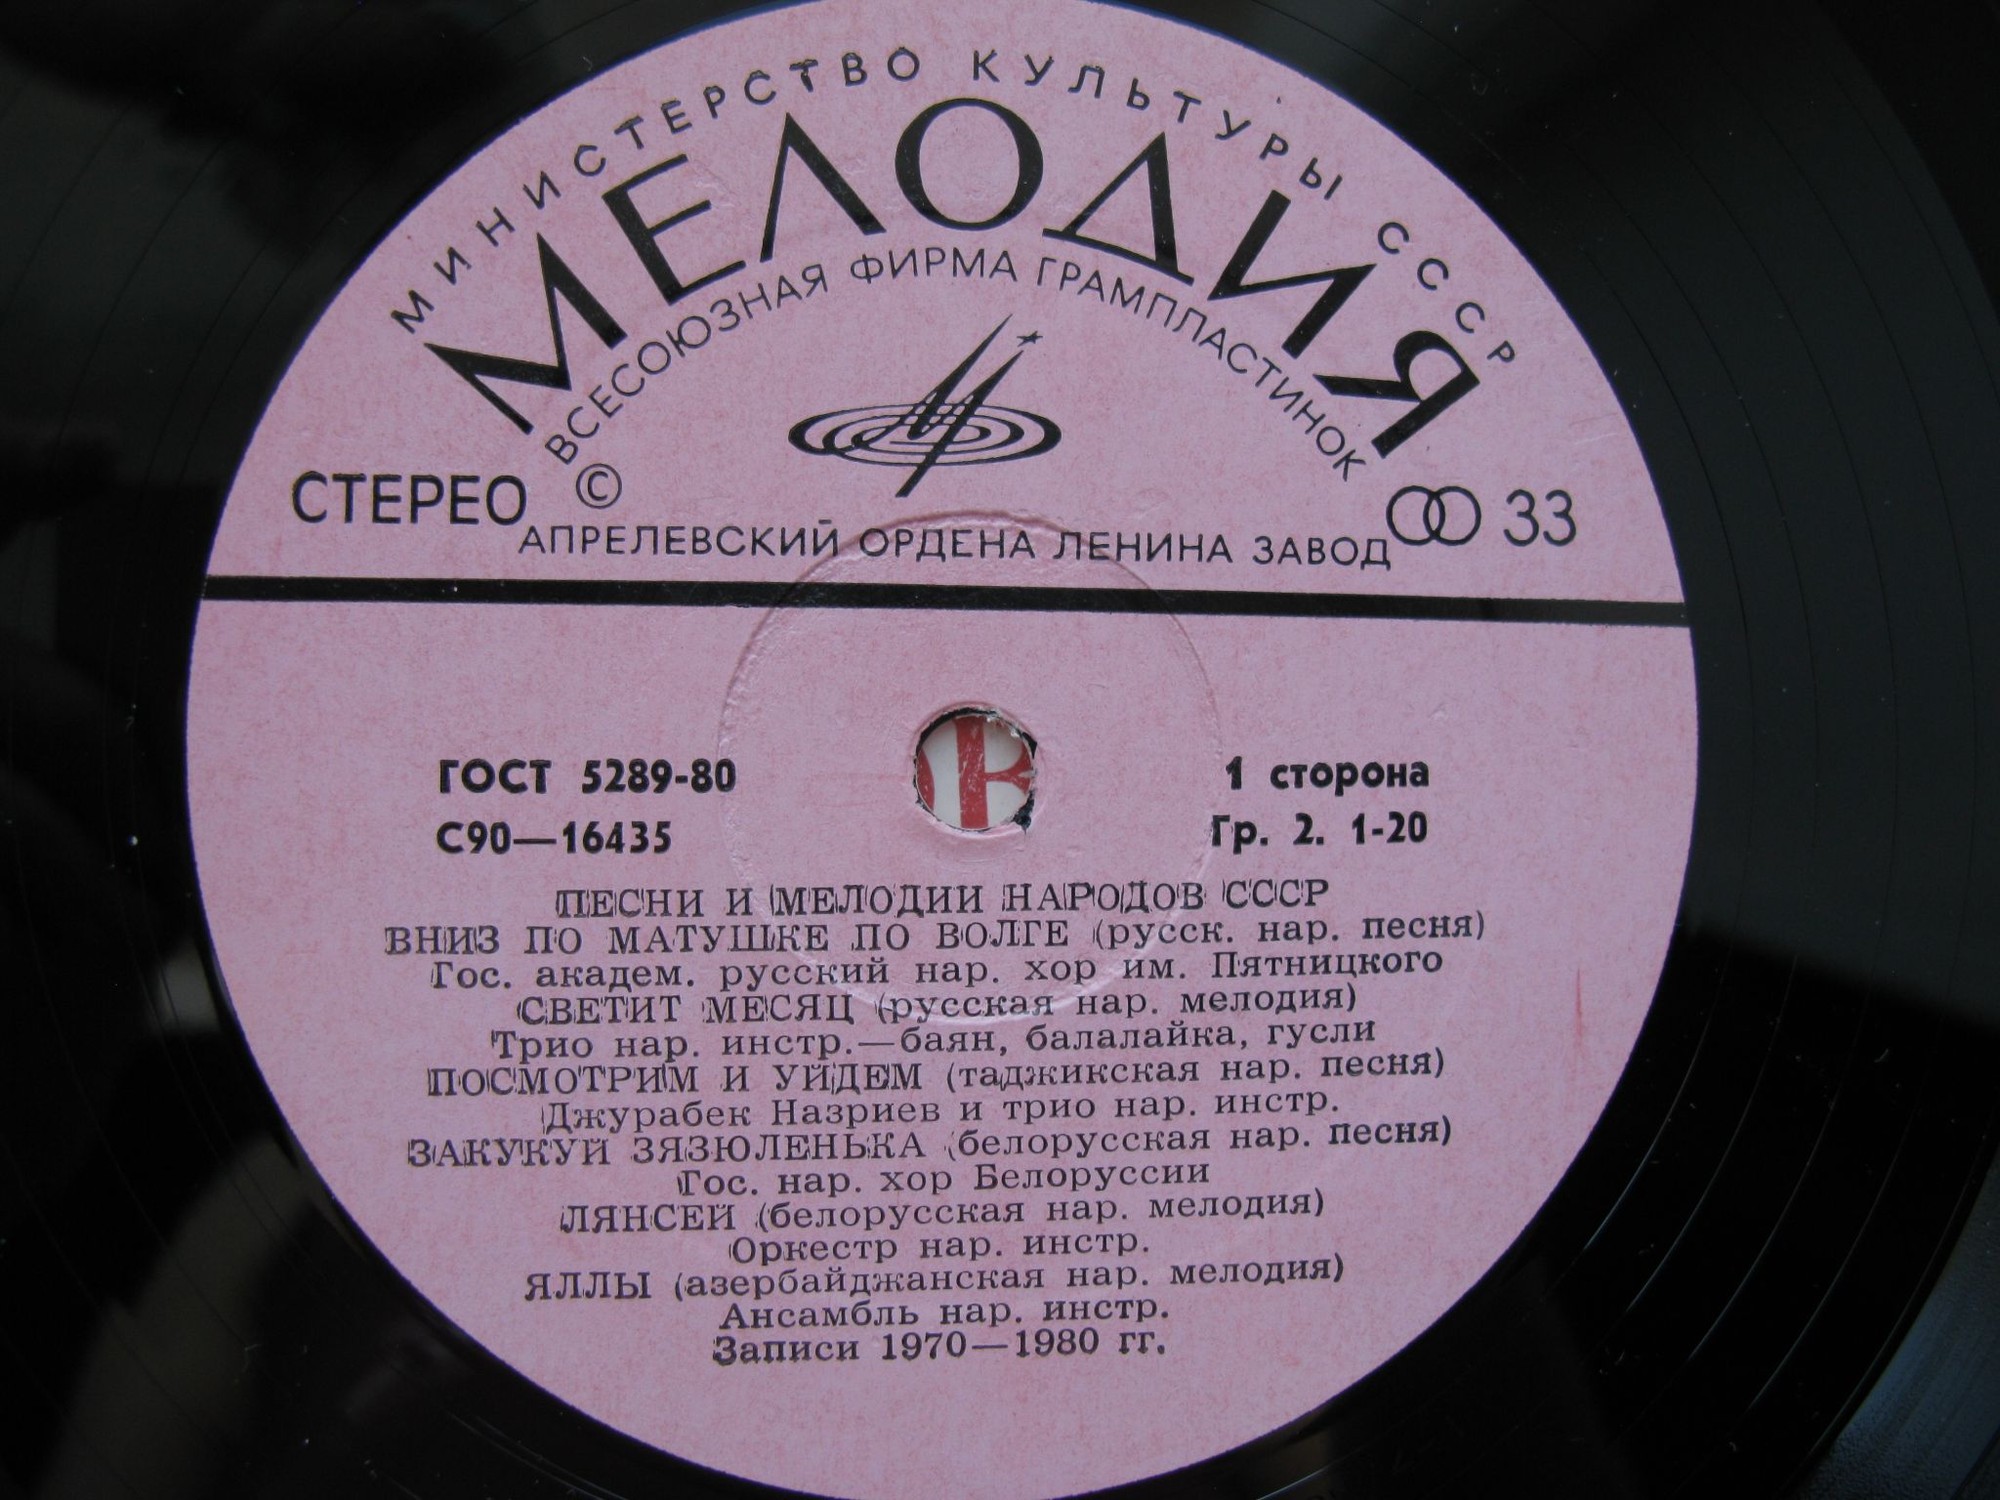 МИНИСТЕРСТВО КУЛЬТУРЫ СССР
МЕЛОДИЯ
ВСЕСОЮЗНАЯ ФИРМА ГРАМПЛАСТИНОК
СТЕРЕО © 33
АПРЕЛЕВСКИЙ ОРДЕНА ЛЕНИНА ЗАВОД
ГОСТ 5289-80 1 сторона
С90—16435 Гр. 2. 1-20
ПЕСНИ И МЕЛОДИИ НАРОДОВ СССР
ВНИЗ ПО МАТУШКЕ ПО ВОЛГЕ (русск. нар. песня)
Гос. академ. русский нар. хор им. Пятницкого
СВЕТИТ МЕСЯЦ (русская нар. мелодия)
Трио нар. инстр.—баян, балалайка, гусли
ПОСМОТРИМ И УЙДЕМ (таджикская нар. песня)
Джурабек Назриев и трио нар. инстр.
ЗАКУКУЙ ЗЯЗЮЛЕНЬКА (белорусская нар. песня)
Гос. нар. хор Белоруссии
ЛЯНСЕЙ (белорусская нар. мелодия)
Оркестр нар. инстр.
ЯЛЛЫ (азербайджанская нар. мелодия)
Ансамбль нар. инстр.
Записи 1970—1980 гг.